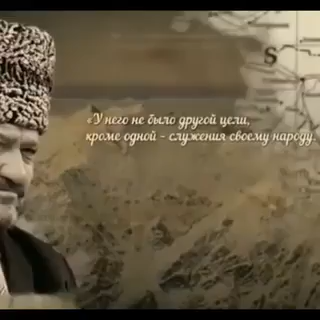 S
«У него не было другой цели,
кроме одной - служения своему народу.